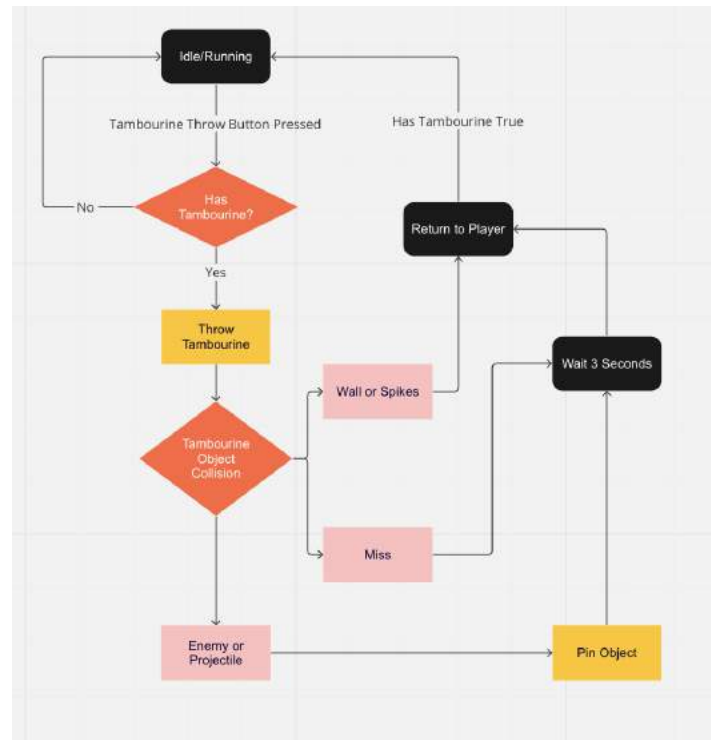 Idle/Running
Tambourine Throw Button Pressed
Has Tambourine True
Has
Tambourine?
No
Return to Player
Yes
Throw
Tambourine
Wait 3 Seconds
Wall or Spikes
Tambourine
Object
Collision
Miss
Enemy or
Projectile
Pin Object